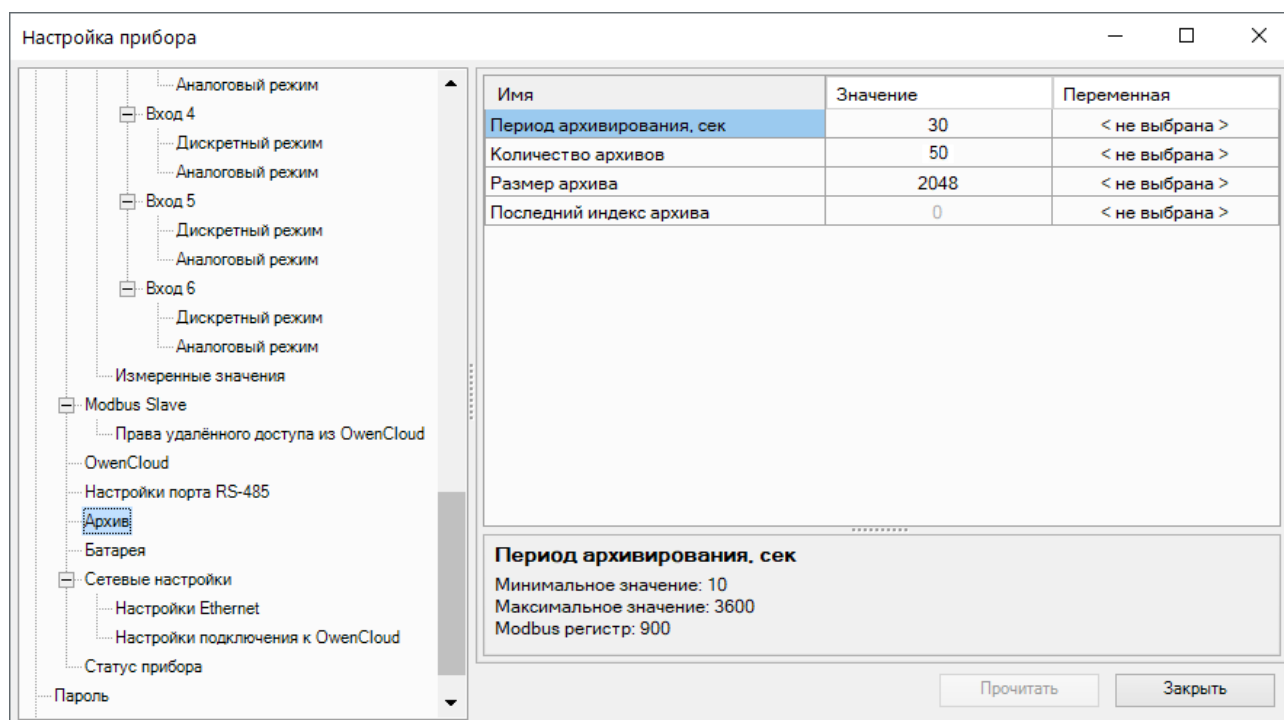 Настройка прибора
Аналоговый режим
Вход 4
Дискретный режим
Аналоговый режим
Вход 5
Дискретный режим
Аналоговый режим
Вход 6
Дискретный режим
Аналоговый режим
Измеренные значения
Modbus Slave
Права удалённого доступа из OwenCloud
OwenCloud
Настройки порта RS-485
Архив
Батарея
Сетевые настройки
Настройки Ethernet
Настройки подключения к OwenCloud
Статус прибора
Пароль
Имя Значение Переменная
Период архивирования, сек 30 < не выбрана >
Количество архивов 50 < не выбрана >
Размер архива 2048 < не выбрана >
Последний индекс архива 0 < не выбрана >
Период архивирования, сек
Минимальное значение: 10
Максимальное значение: 3600
Modbus регистр: 900
Прочитать Закрыть